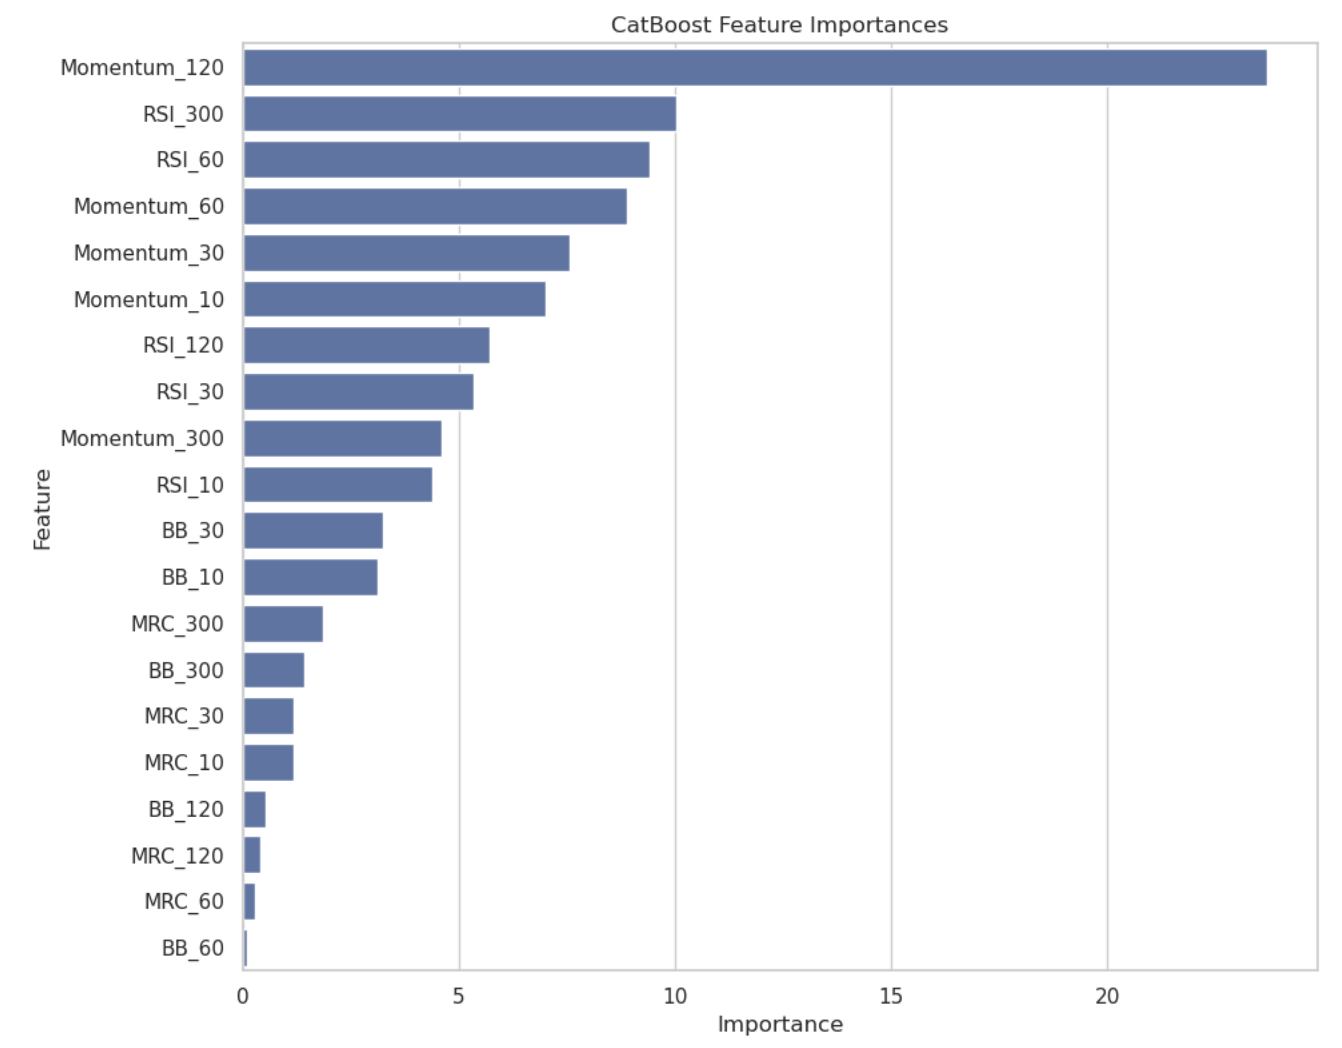 CatBoost Feature Importances
Momentum_120
RSI_300
RSI_60
Momentum_60
Momentum_30
Momentum_10
RSI_120
RSI_30
Momentum_300
RSI_10
BB_30
BB_10
MRC_300
BB_300
MRC_30
MRC_10
BB_120
MRC_120
MRC_60
BB_60
Feature
0 5 10 15 20
Importance